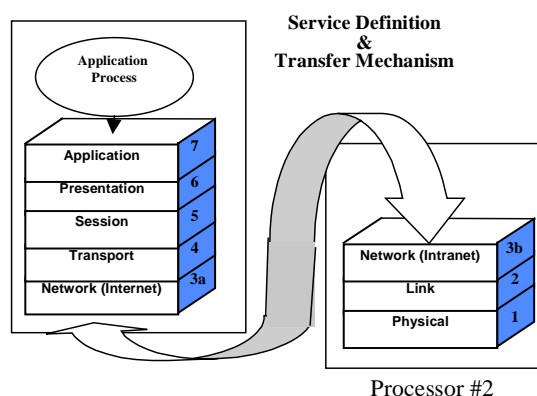 Service Definition
&
Transfer Mechanism
Application
Process
Application
7
Presentation
6
Session
5
Transport
4
Network (Internet)
3a
Network (Intranet)
3b
Link
2
Physical
1
Processor #2